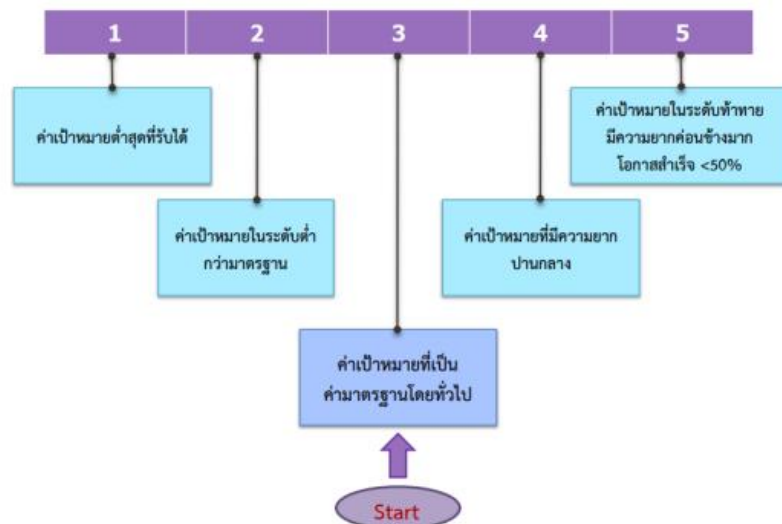 1 2 3 4 5
ค่าเป้าหมายต่ำสุดที่รับได้
ค่าเป้าหมายในระดับต่ำ
กว่ามาตรฐาน
ค่าเป้าหมายที่เป็น
ค่ามาตรฐานโดยทั่วไป
ค่าเป้าหมายที่มีความยาก
ปานกลาง
ค่าเป้าหมายในระดับท้าทาย
มีความยากค่อนข้างมาก
โอกาสสำเร็จ <50%
Start